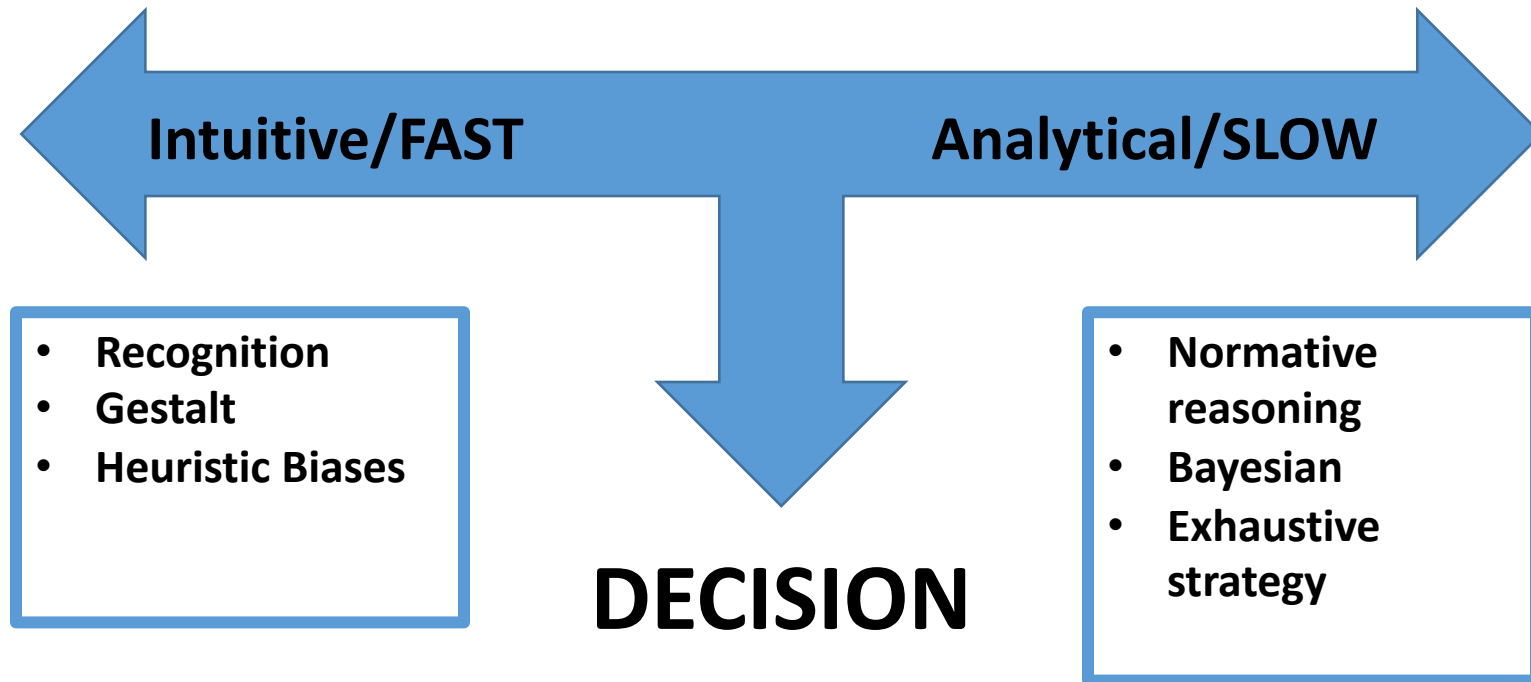 Intuitive/FAST
Analytical/SLOW
• Recognition
• Gestalt
• Heuristic Biases
• Normative
reasoning
• Bayesian
• Exhaustive
strategy
DECISION